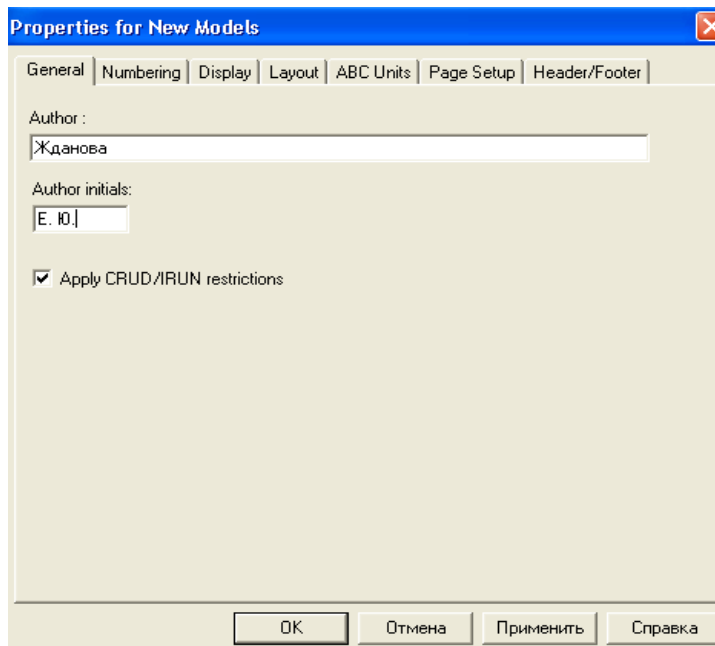 Properties for New Models
General Numbering Display Layout ABC Units Page Setup Header/Footer
Author :
Жданова
Author initials:
Е. Ю.
Apply CRUD/IRUN restrictions
OK Отмена Применить Справка